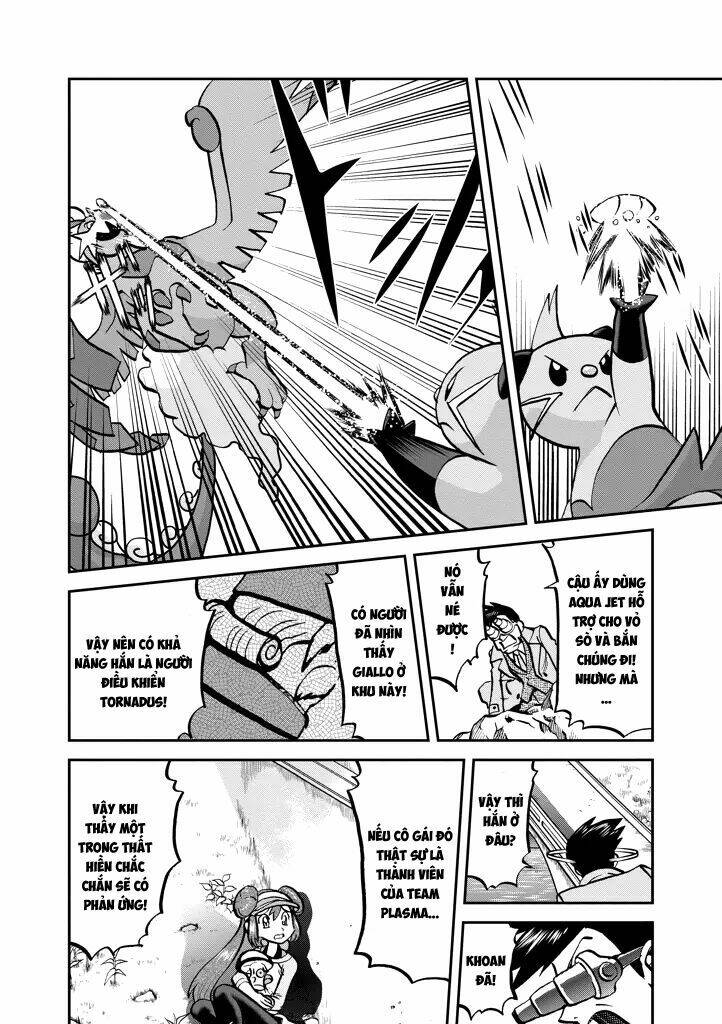 CẬU ẤY DÙNG
AQUA JET HỖ
TRỢ CHO VỎ
SÒ VÀ BẮN
CHÚNG ĐI!
NHƯNG MÀ
...
NÓ
VẪN
NÉ
ĐƯỢC
!
CÓ NGƯỜI
ĐÃ NHÌN
THẤY
GIALLO Ở
KHU NÀY!
VẬY NÊN CÓ KHẢ
NĂNG HẮN LÀ NGƯỜI
ĐIỀU KHIỂN
TORNADUS!
VẬY THÌ
HẮN Ở
ĐÂU?
KHOAN
ĐÃ!
NẾU CÔ GÁI ĐÓ
THẬT SỰ LÀ
THÀNH VIÊN
CỦA TEAM
PLASMA...
VẬY KHI
THẤY MỘT
TRONG THẤT
HIỀN CHẮC
CHẮN SẼ CÓ
PHẢN ỨNG!